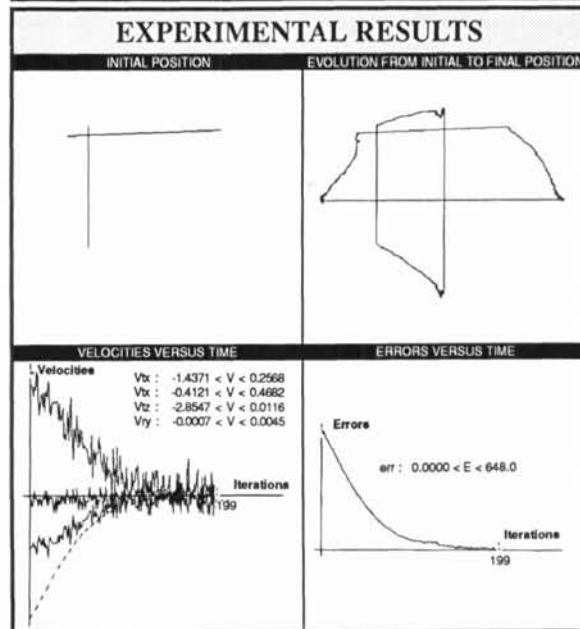 EXPERIMENTAL RESULTS
INITIAL POSITION
EVOLUTION FROM INITIAL TO FINAL POSITION
VELOCITIES VERSUS TIME
Velocities
Vtx : -1.4371 < V < 0.2568
Vtx : -0.4121 < V < 0.4682
Vtz : -2.8547 < V < 0.0116
Vry : -0.0007 < V < 0.0045
Iterations
199
ERRORS VERSUS TIME
Errors
err : 0.0000 < E < 648.0
Iterations
199